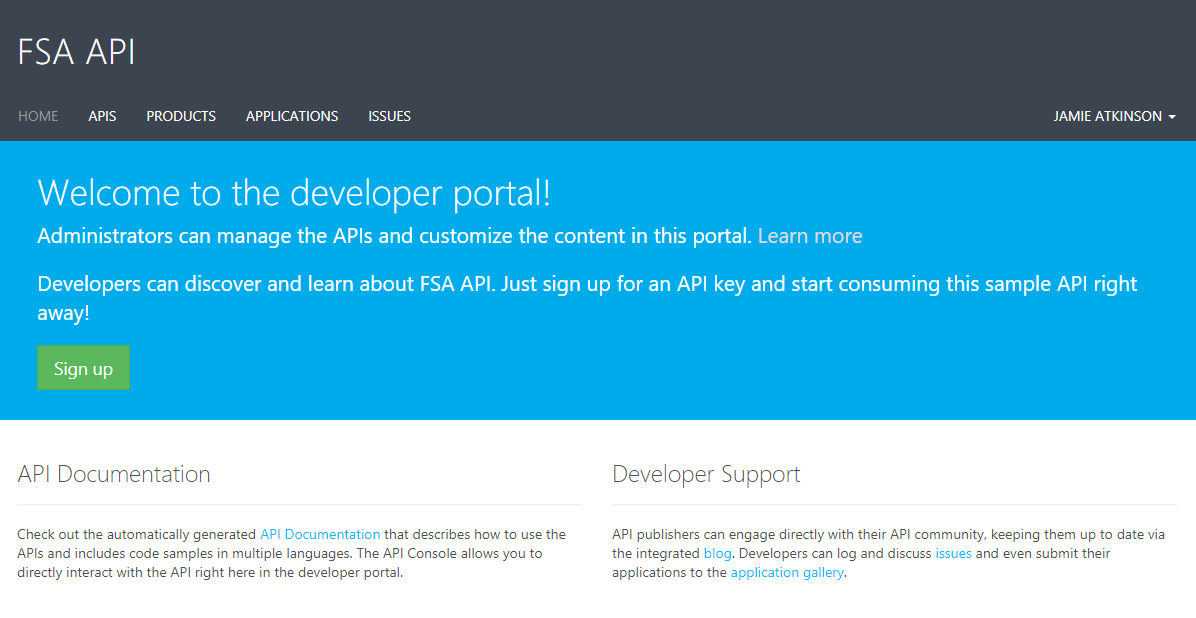 FSA API
HOME APIS PRODUCTS APPLICATIONS ISSUES JAMIE ATKINSON
Welcome to the developer portal!
Administrators can manage the APIs and customize the content in this portal. Learn more
Developers can discover and learn about FSA API. Just sign up for an API key and start consuming this sample API right
away!
Sign up
API Documentation
Check out the automatically generated API Documentation that describes how to use the
APIs and includes code samples in multiple languages. The API Console allows you to
directly interact with the API right here in the developer portal.
Developer Support
API publishers can engage directly with their API community, keeping them up to date via
the integrated blog. Developers can log and discuss issues and even submit their
applications to the application gallery.